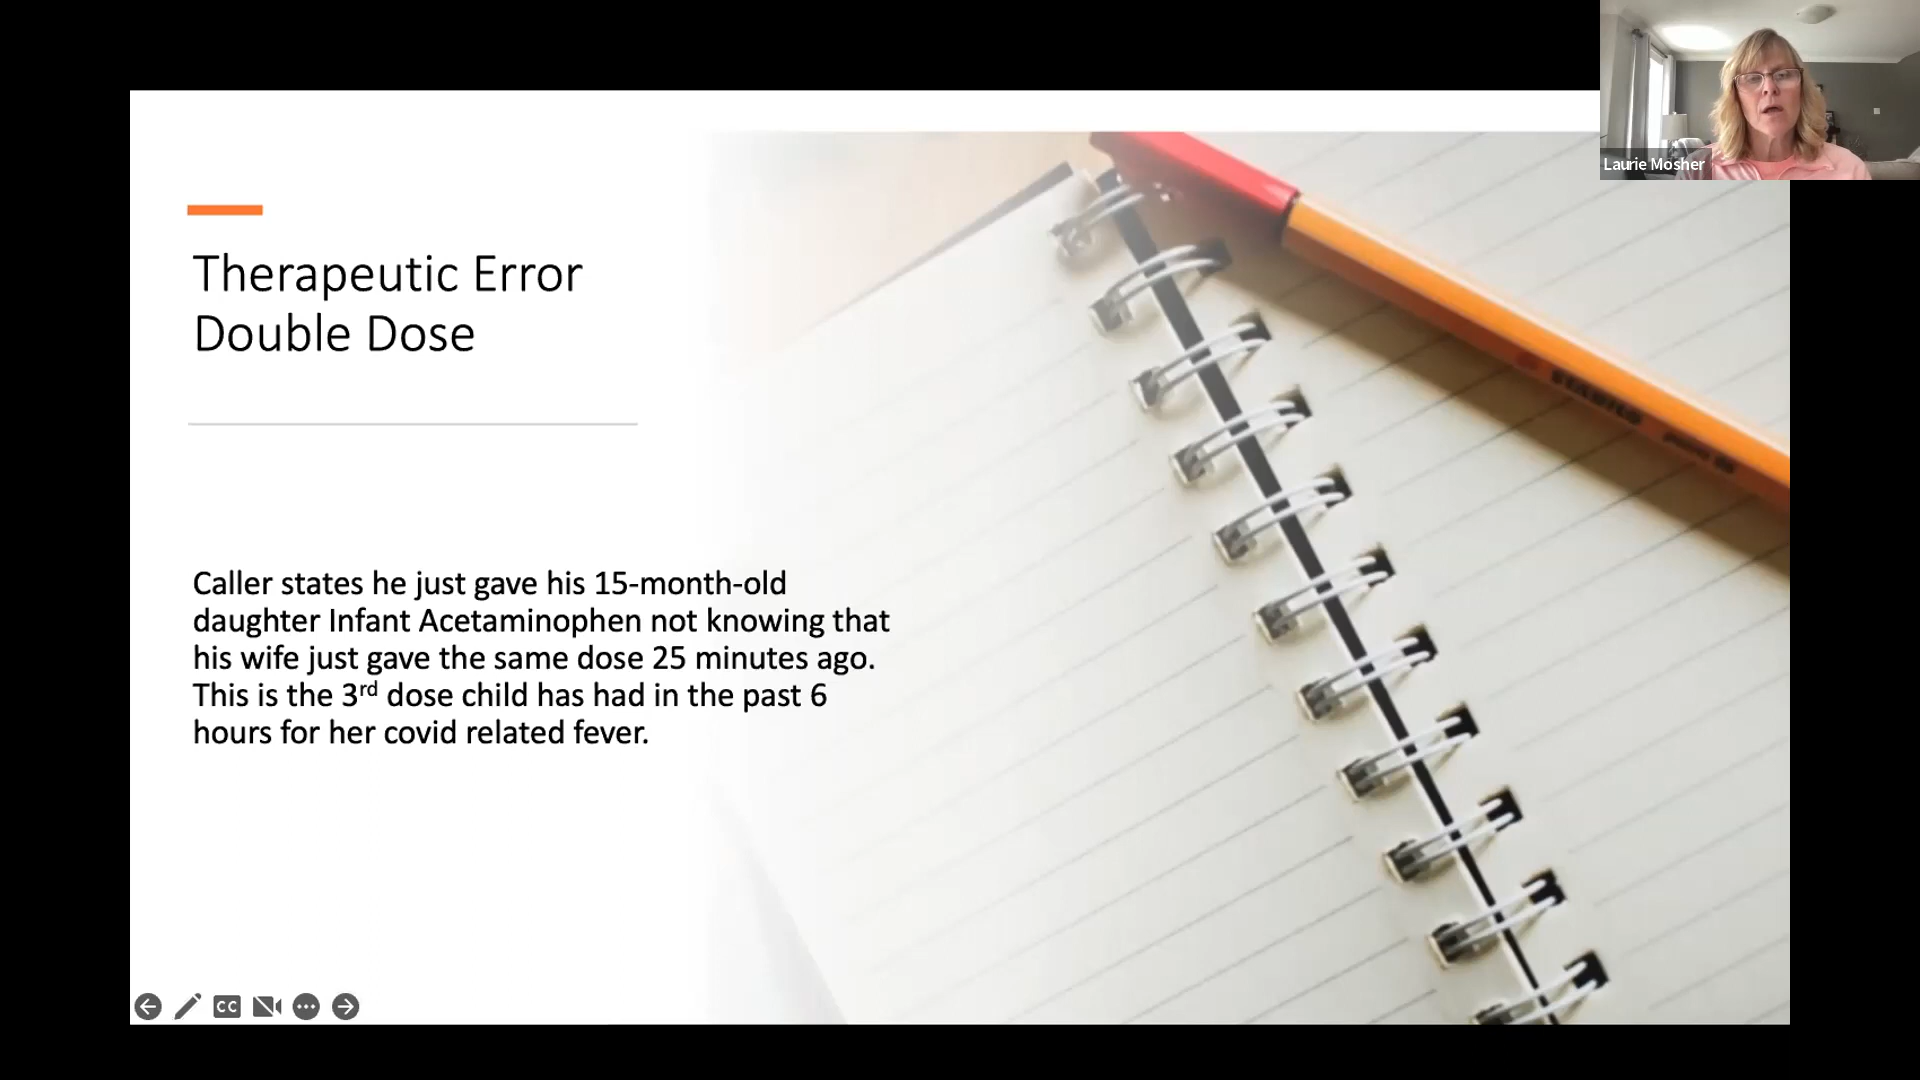 Laurie Mosher
Therapeutic Error
Double Dose
Caller states he just gave his 15-month-old
daughter Infant Acetaminophen not knowing that
his wife just gave the same dose 25 minutes ago.
This is the 3rd dose child has had in the past 6
hours for her covid related fever.
CC